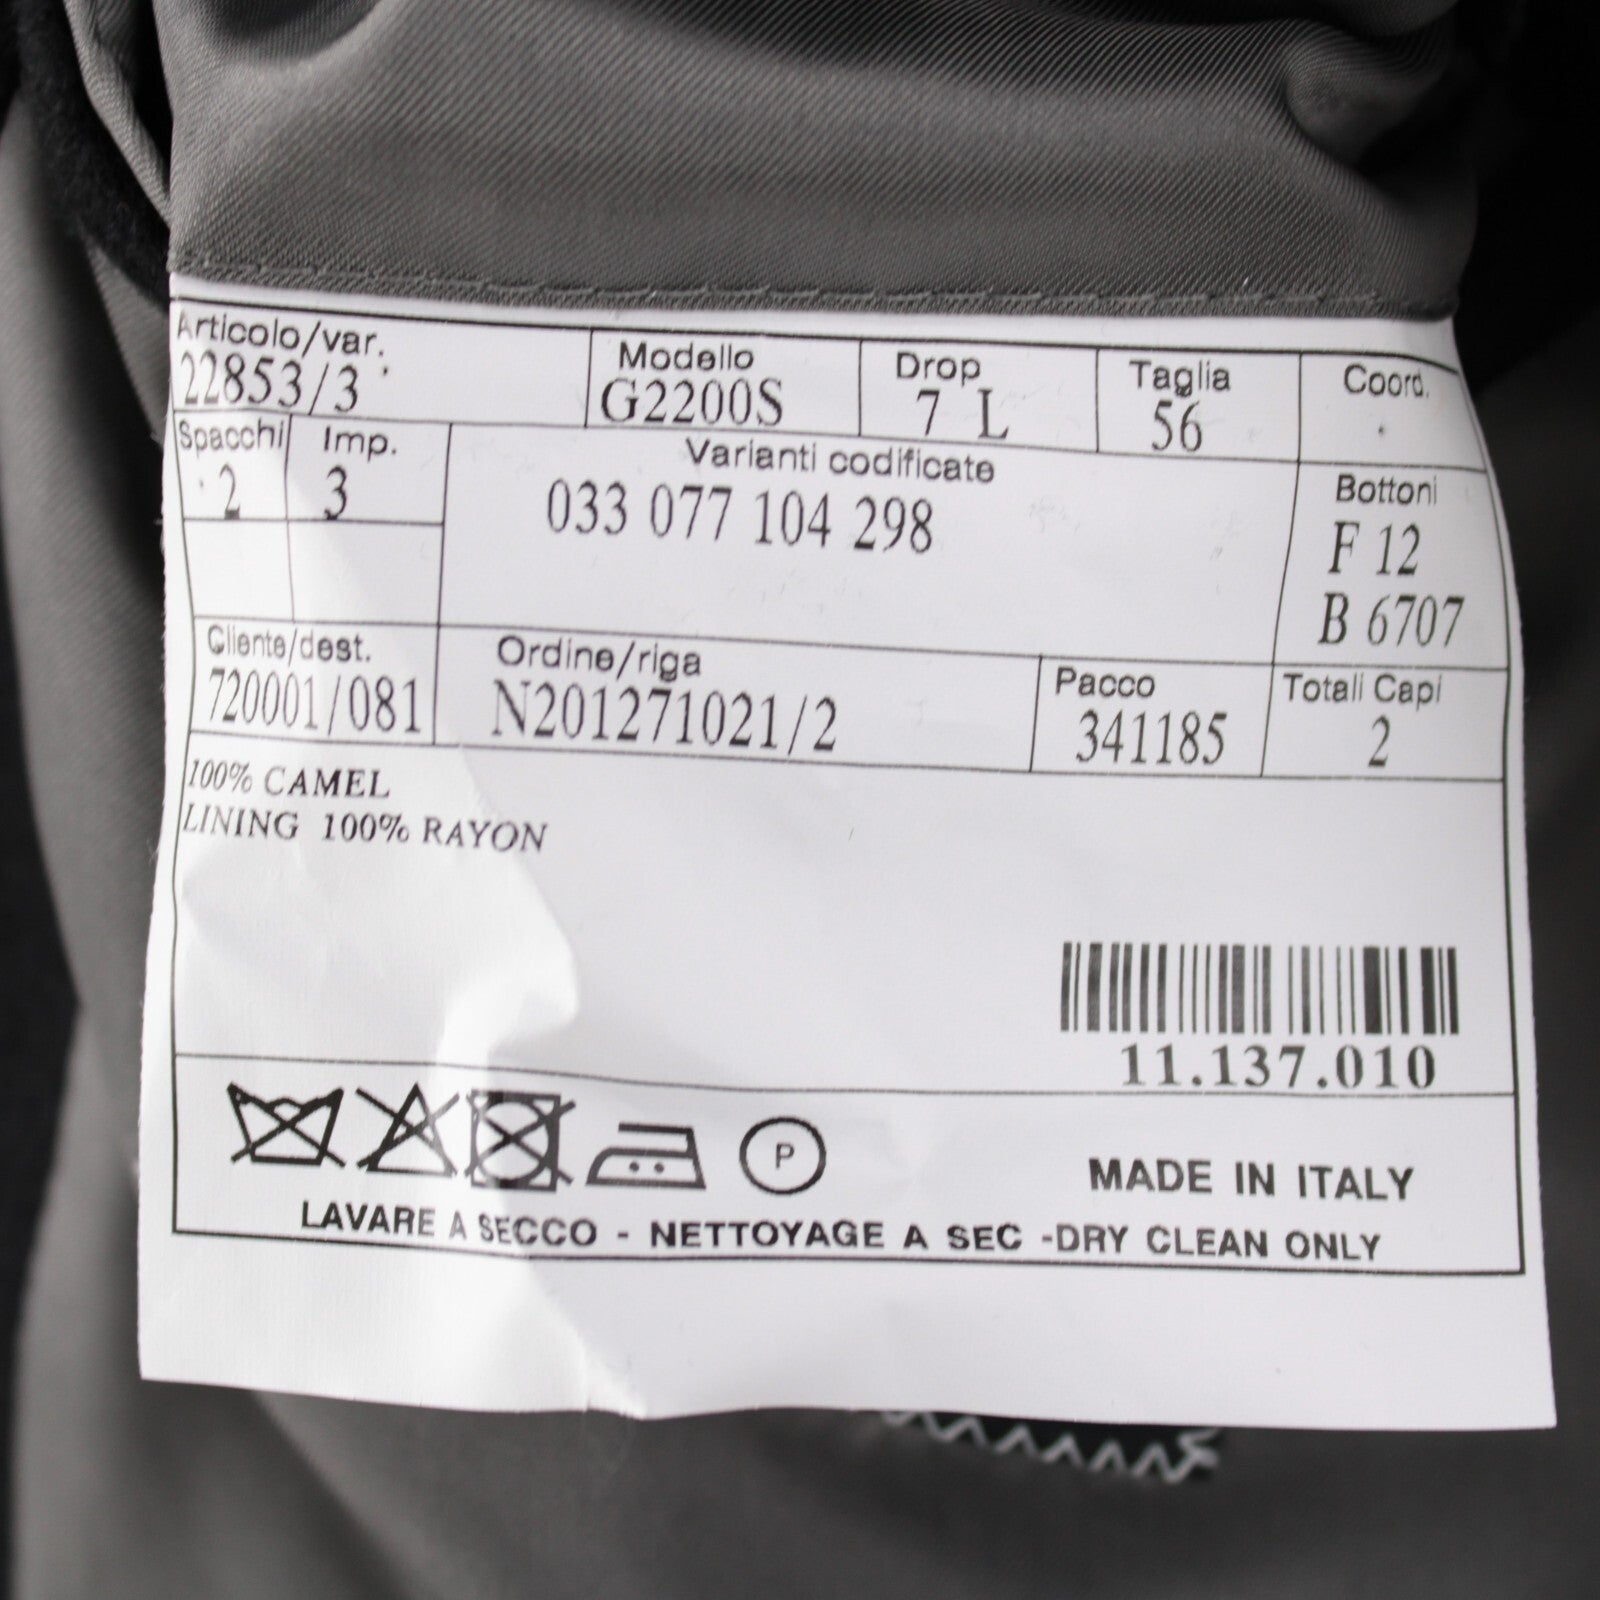 Articolo/var. Modello Drop Taglia Coord.
22853/3 G2200S 7 L 56
Spacchi Imp. Varianti codificate Bottoni
2 3 033 077 104 298 F 12
B 6707
Cliente/dest. Ordine/riga Pacco Totali Capi
720001/081 N201271021/2 341185 2
100% CAMEL
LINING 100% RAYON
11.137.010
P MADE IN ITALY
LAVARE A SECCO - NETTOYAGE A SEC -DRY CLEAN ONLY